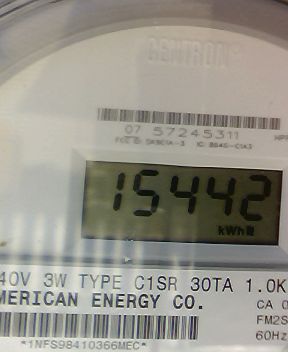 CENTRON
07 57245311
15442
kWh
40V 3W TYPE C1SR 30TA 1.0K
MERICAN ENERGY CO.
CA 0
FM2S
60Hz
*1NFS98410366MEC*